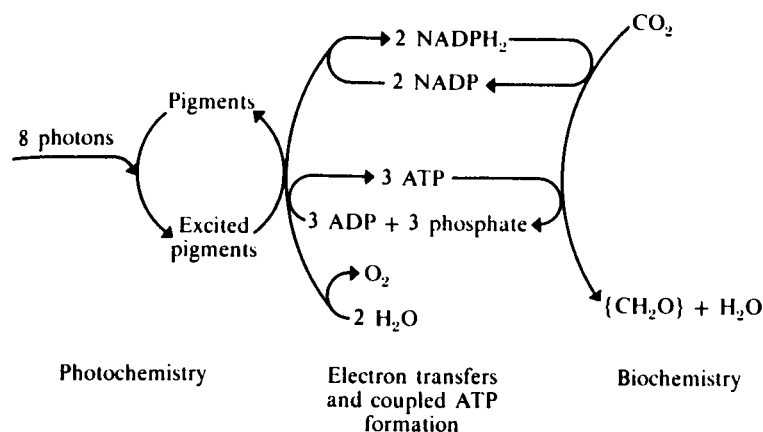 2 NADPH₂
CO₂
2 NADP
Pigments
8 photons
3 ATP
Excited
pigments
3 ADP + 3 phosphate
O₂
2 H₂O
{CH₂O} + H₂O
Photochemistry
Electron transfers
and coupled ATP
formation
Biochemistry